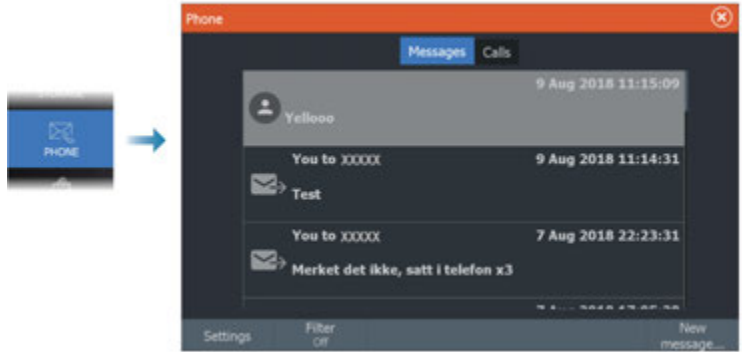 PHONE
Phone
Messages Calls
9 Aug 2018 11:15:09
Yellooo
You to XXXXX 9 Aug 2018 11:14:31
Test
You to XXXXX 7 Aug 2018 22:23:31
Merket det ikke, satt i telefon x3
Settings Filter New
Off message...